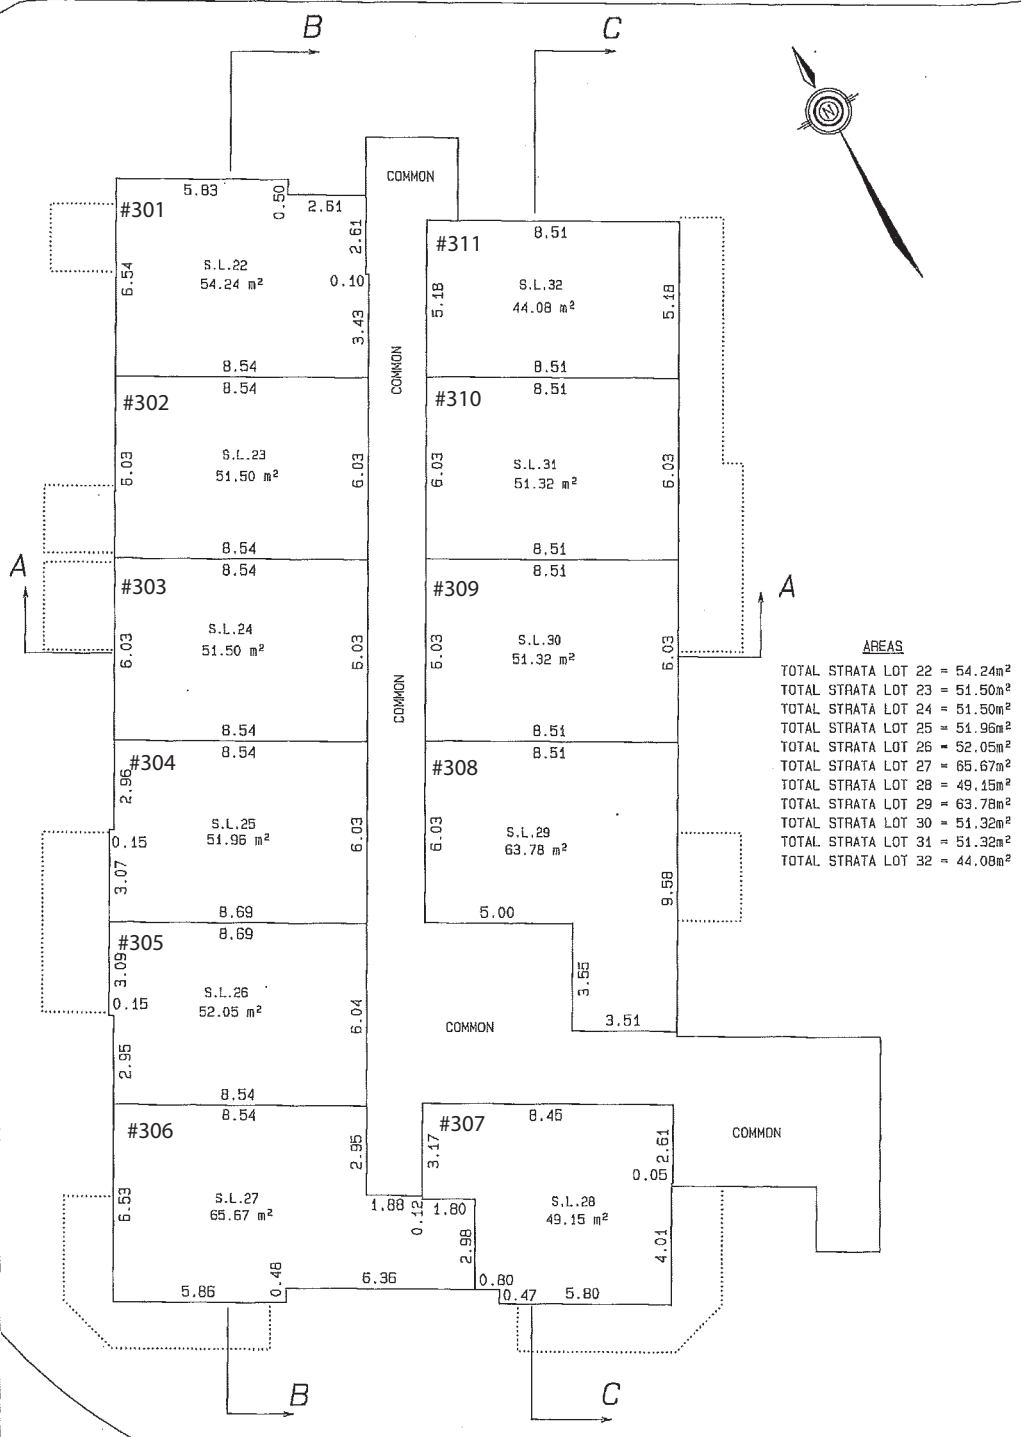 B
C
N
COMMON
5.83
0.50
2.61
#301
2.61
6.54
S.L.22
54.24 m²
0.10
3.43
8.54
#311
8.51
5.18
S.L.32
44.08 m²
5.18
8.51
COMMON
#302
8.54
6.03
S.L.23
51.50 m²
6.03
8.54
#310
8.51
6.03
S.L.31
51.32 m²
6.03
8.51
A
#303
8.54
6.03
S.L.24
51.50 m²
6.03
8.54
#309
8.51
6.03
S.L.30
51.32 m²
6.03
8.51
A
COMMON
AREAS
TOTAL STRATA LOT 22 = 54.24m²
TOTAL STRATA LOT 23 = 51.50m²
TOTAL STRATA LOT 24 = 51.50m²
TOTAL STRATA LOT 25 = 51.96m²
TOTAL STRATA LOT 26 = 52.05m²
TOTAL STRATA LOT 27 = 65.67m²
TOTAL STRATA LOT 28 = 49.15m²
TOTAL STRATA LOT 29 = 63.78m²
TOTAL STRATA LOT 30 = 51.32m²
TOTAL STRATA LOT 31 = 51.32m²
TOTAL STRATA LOT 32 = 44.08m²
#304
8.54
2.96
0.15
3.07
S.L.25
51.96 m²
6.03
8.69
#308
8.51
6.03
S.L.29
63.78 m²
9.58
5.00
3.55
3.51
#305
8.69
3.09
0.15
2.95
S.L.26
52.05 m²
6.04
8.54
COMMON
COMMON
#306
8.54
2.95
6.53
S.L.27
65.67 m²
1.88
0.12
1.80
2.98
5.86
0.48
6.36
#307
8.45
3.17
2.61
0.05
S.L.28
49.15 m²
4.01
0.80
0.47
5.80
B
C